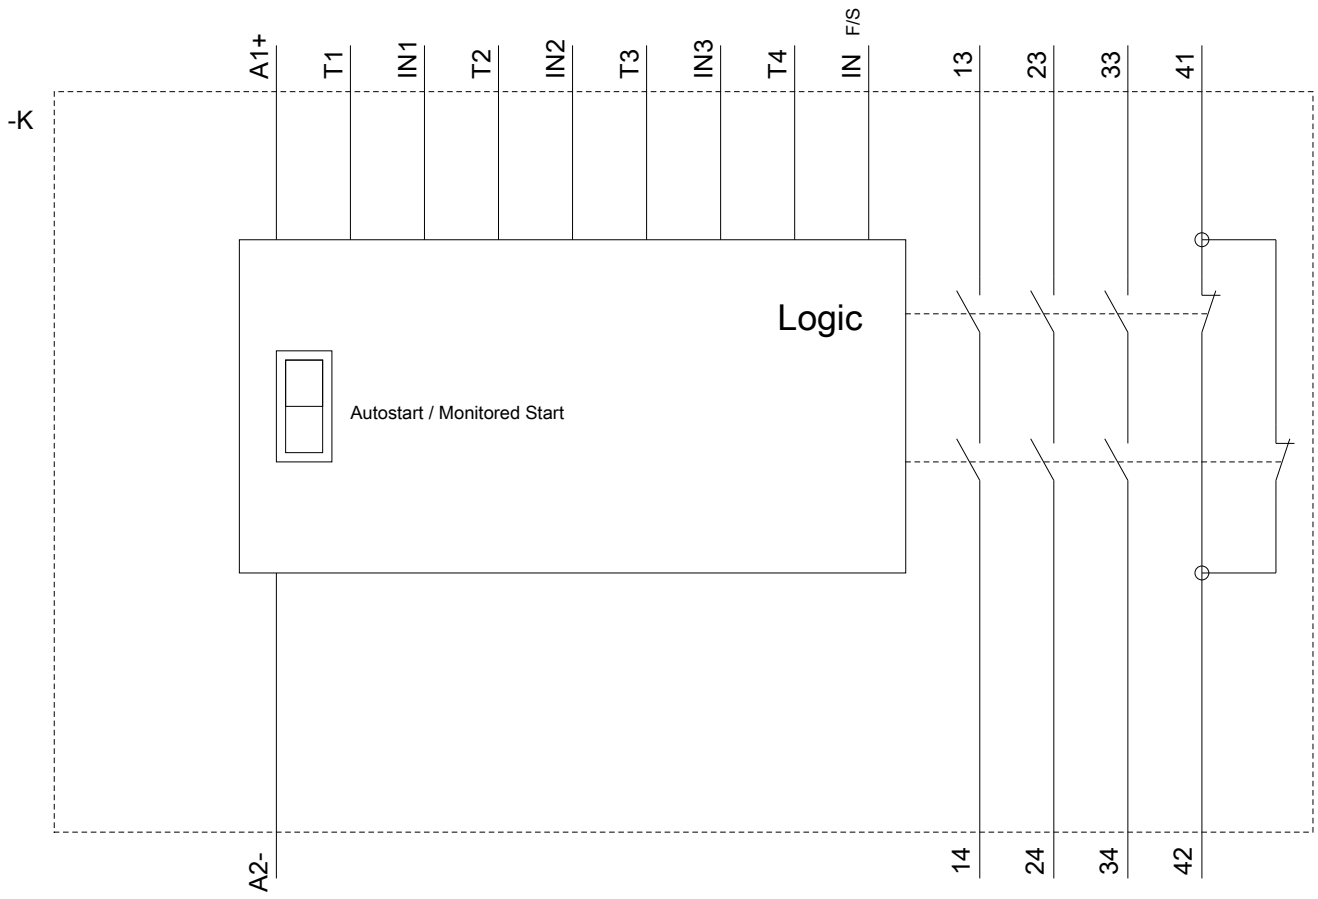 A1+
T1
IN1
T2
IN2
T3
IN3
T4
IN F/S
13
23
33
41
-K
Logic
Autostart / Monitored Start
A2-
14
24
34
42